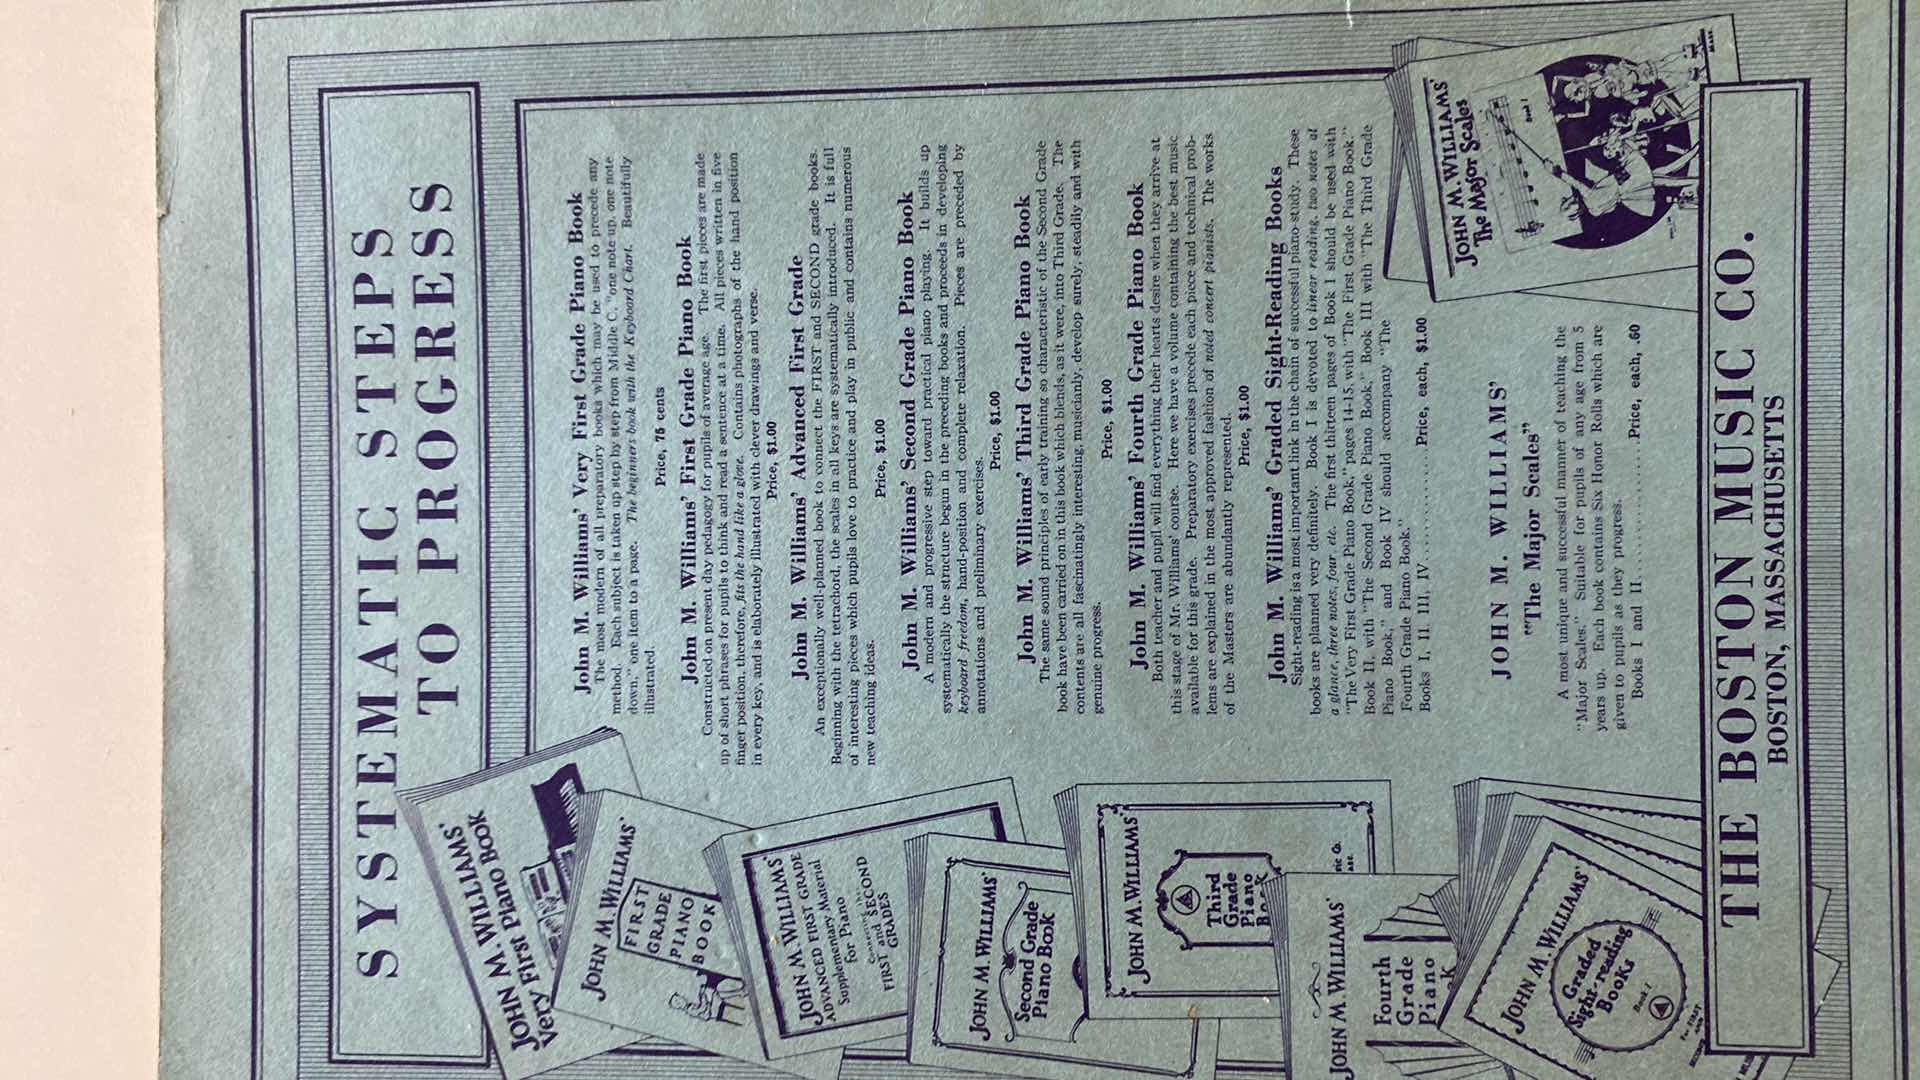 SYSTEMATIC STEPS
TO PROGRESS
John M. Williams' Very First Grade Piano Book
The most modern of all preparatory books which may be used to precede any
method. Each subject is taken up step by step from Middle C, "one note up, one note
down," one item to a page. The beginners book with the Keyboard Chart. Beautifully
illustrated.
Price, 75 cents
John M. Williams' First Grade Piano Book
Constructed on present day pedagogy for pupils of average age. The first pieces are made
up of short phrases for pupils to think and read a sentence at a time. All pieces written in five
finger position, therefore, fits the hand like a glove. Contains photographs of the hand position
in every key, and is elaborately illustrated with clever drawings and verse.
Price, $1.00
John M. Williams' Advanced First Grade
An exceptionally well-planned book to connect the FIRST and SECOND grade books.
Beginning with the tetrachord, the scales in all keys are systematically introduced. It is full
of interesting pieces which pupils love to practice and play in public and contains numerous
new teaching ideas.
Price, $1.00
John M. Williams' Second Grade Piano Book
A modern and progressive step toward practical piano playing. It builds up
systematically the structure begun in the preceding books and proceeds in developing
keyboard freedom, hand-position and complete relaxation. Pieces are preceded by
annotations and preliminary exercises.
Price, $1.00
John M. Williams' Third Grade Piano Book
The same sound principles of early training so characteristic of the Second Grade
book have been carried on in this book which blends, as it were, into Third Grade. The
contents are all fascinatingly interesting, musicianly, develop surely, steadily and with
genuine progress.
Price, $1.00
John M. Williams' Fourth Grade Piano Book
Both teacher and pupil will find everything their hearts desire when they arrive at
this stage of Mr. Williams' course. Here we have a volume containing the best music
available for this grade. Preparatory exercises precede each piece and technical prob-
lems are explained in the most approved fashion of noted concert pianists. The works
of the Masters are abundantly represented.
Price, $1.00
John M. Williams' Graded Sight-Reading Books
Sight-reading is a most important link in the chain of successful piano study. These
books are planned very definitely. Book I is devoted to linear reading, two notes at
a glance, three notes, four etc. The first thirteen pages of Book I should be used with
"The Very First Grade Piano Book," pages 14-15, with "The First Grade Piano Book."
Book II, with "The Second Grade Piano Book," Book III with "The Third Grade
Piano Book," and Book IV should accompany "The
Fourth Grade Piano Book."
Books I, II, III, IV..............Price, each, $1.00
JOHN M. WILLIAMS'
"The Major Scales"
A most unique and successful manner of teaching the
"Major Scales." Suitable for pupils of any age from 5
years up. Each book contains Six Honor Rolls which are
given to pupils as they progress.
Books I and II..............Price, each, .60
JOHN M. WILLIAMS'
Very First Piano Book
JOHN M. WILLIAMS'
FIRST
GRADE
PIANO
BOOK
JOHN M. WILLIAMS'
ADVANCED FIRST GRADE
Supplementary Material
For Piano
FIRST and SECOND
GRADES
JOHN M. WILLIAMS'
Second Grade
Piano Book
JOHN M. WILLIAMS'
Third
Grade
Piano
Book
JOHN M WILLIAMS'
Fourth
Grade
Piano
JOHN M. WILLIAMS'
Graded
Sight-reading
Books
Book I
JOHN M. WILLIAMS'
The Major Scales
Book I
THE BOSTON MUSIC CO.
BOSTON, MASSACHUSETTS